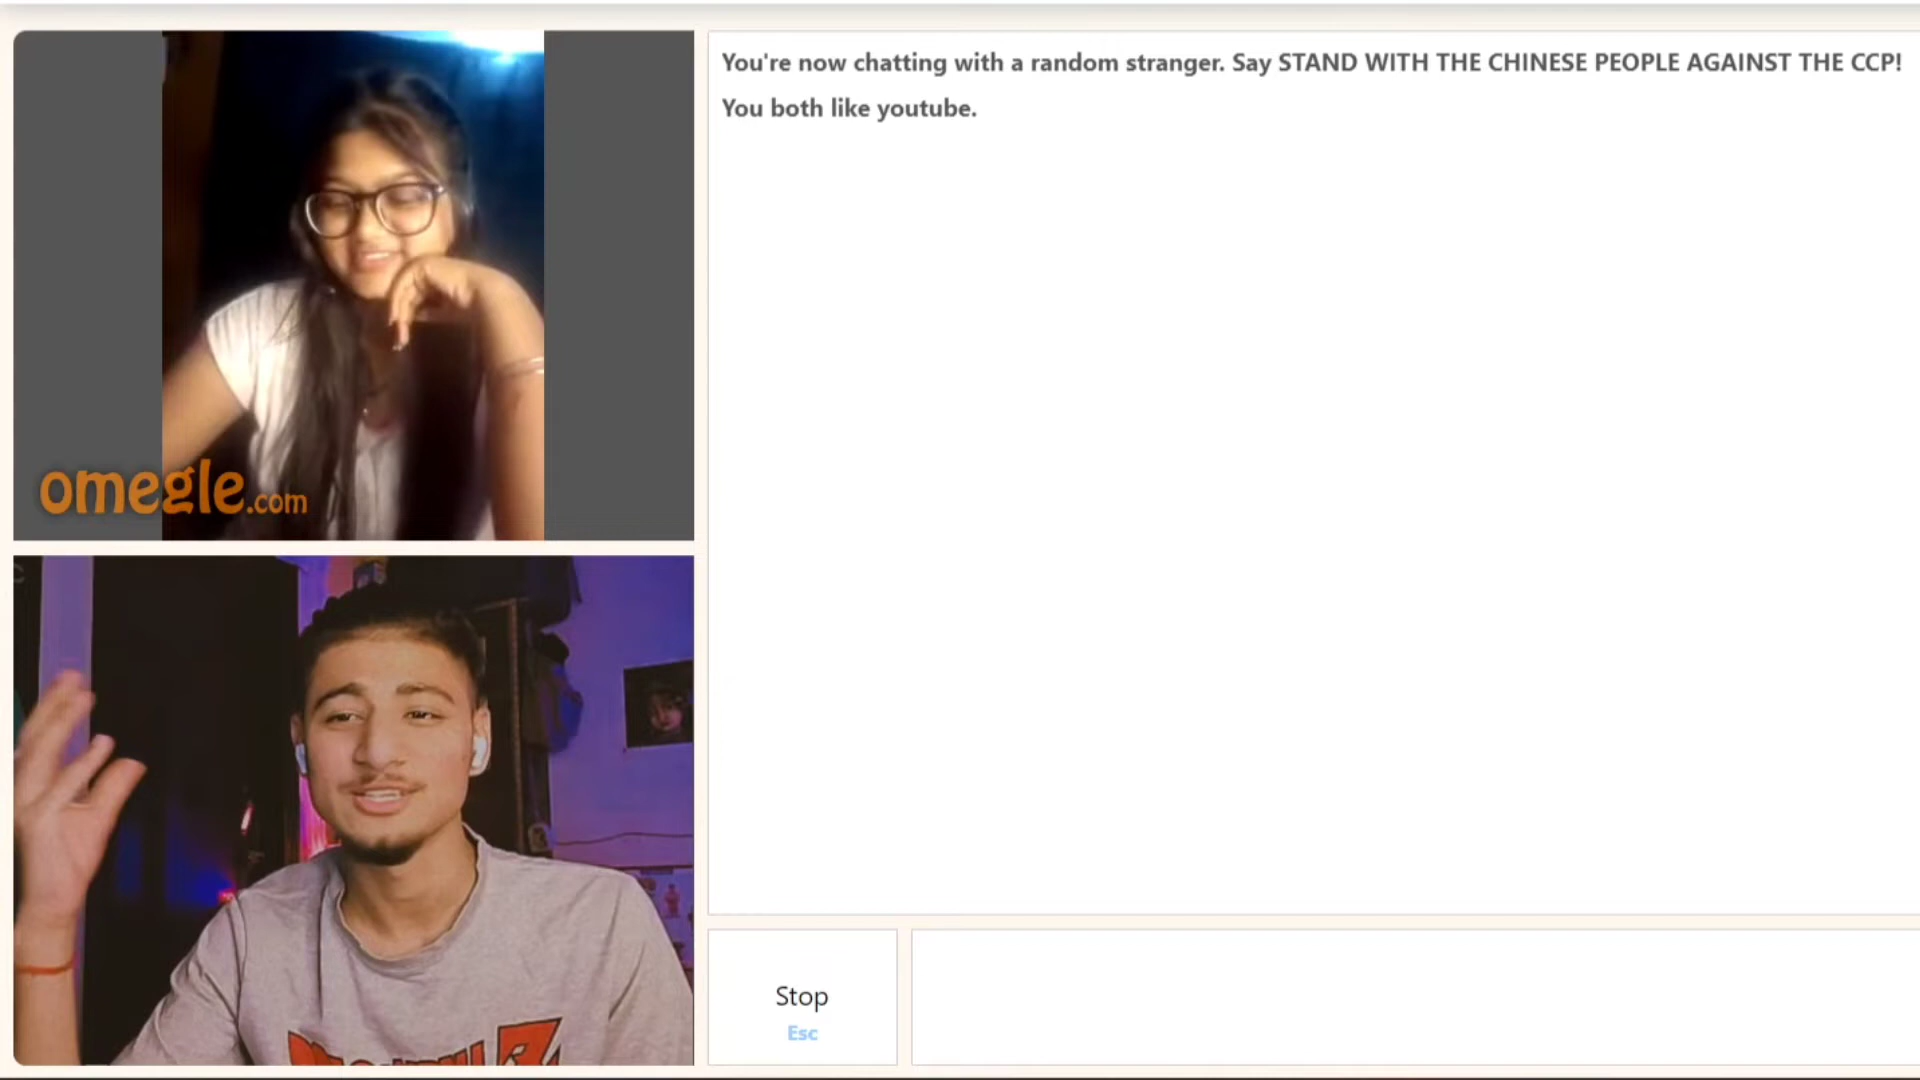 You're now chatting with a random stranger. Say STAND WITH THE CHINESE PEOPLE AGAINST THE CCP!
You both like youtube.
omegle.com
Stop
Esc